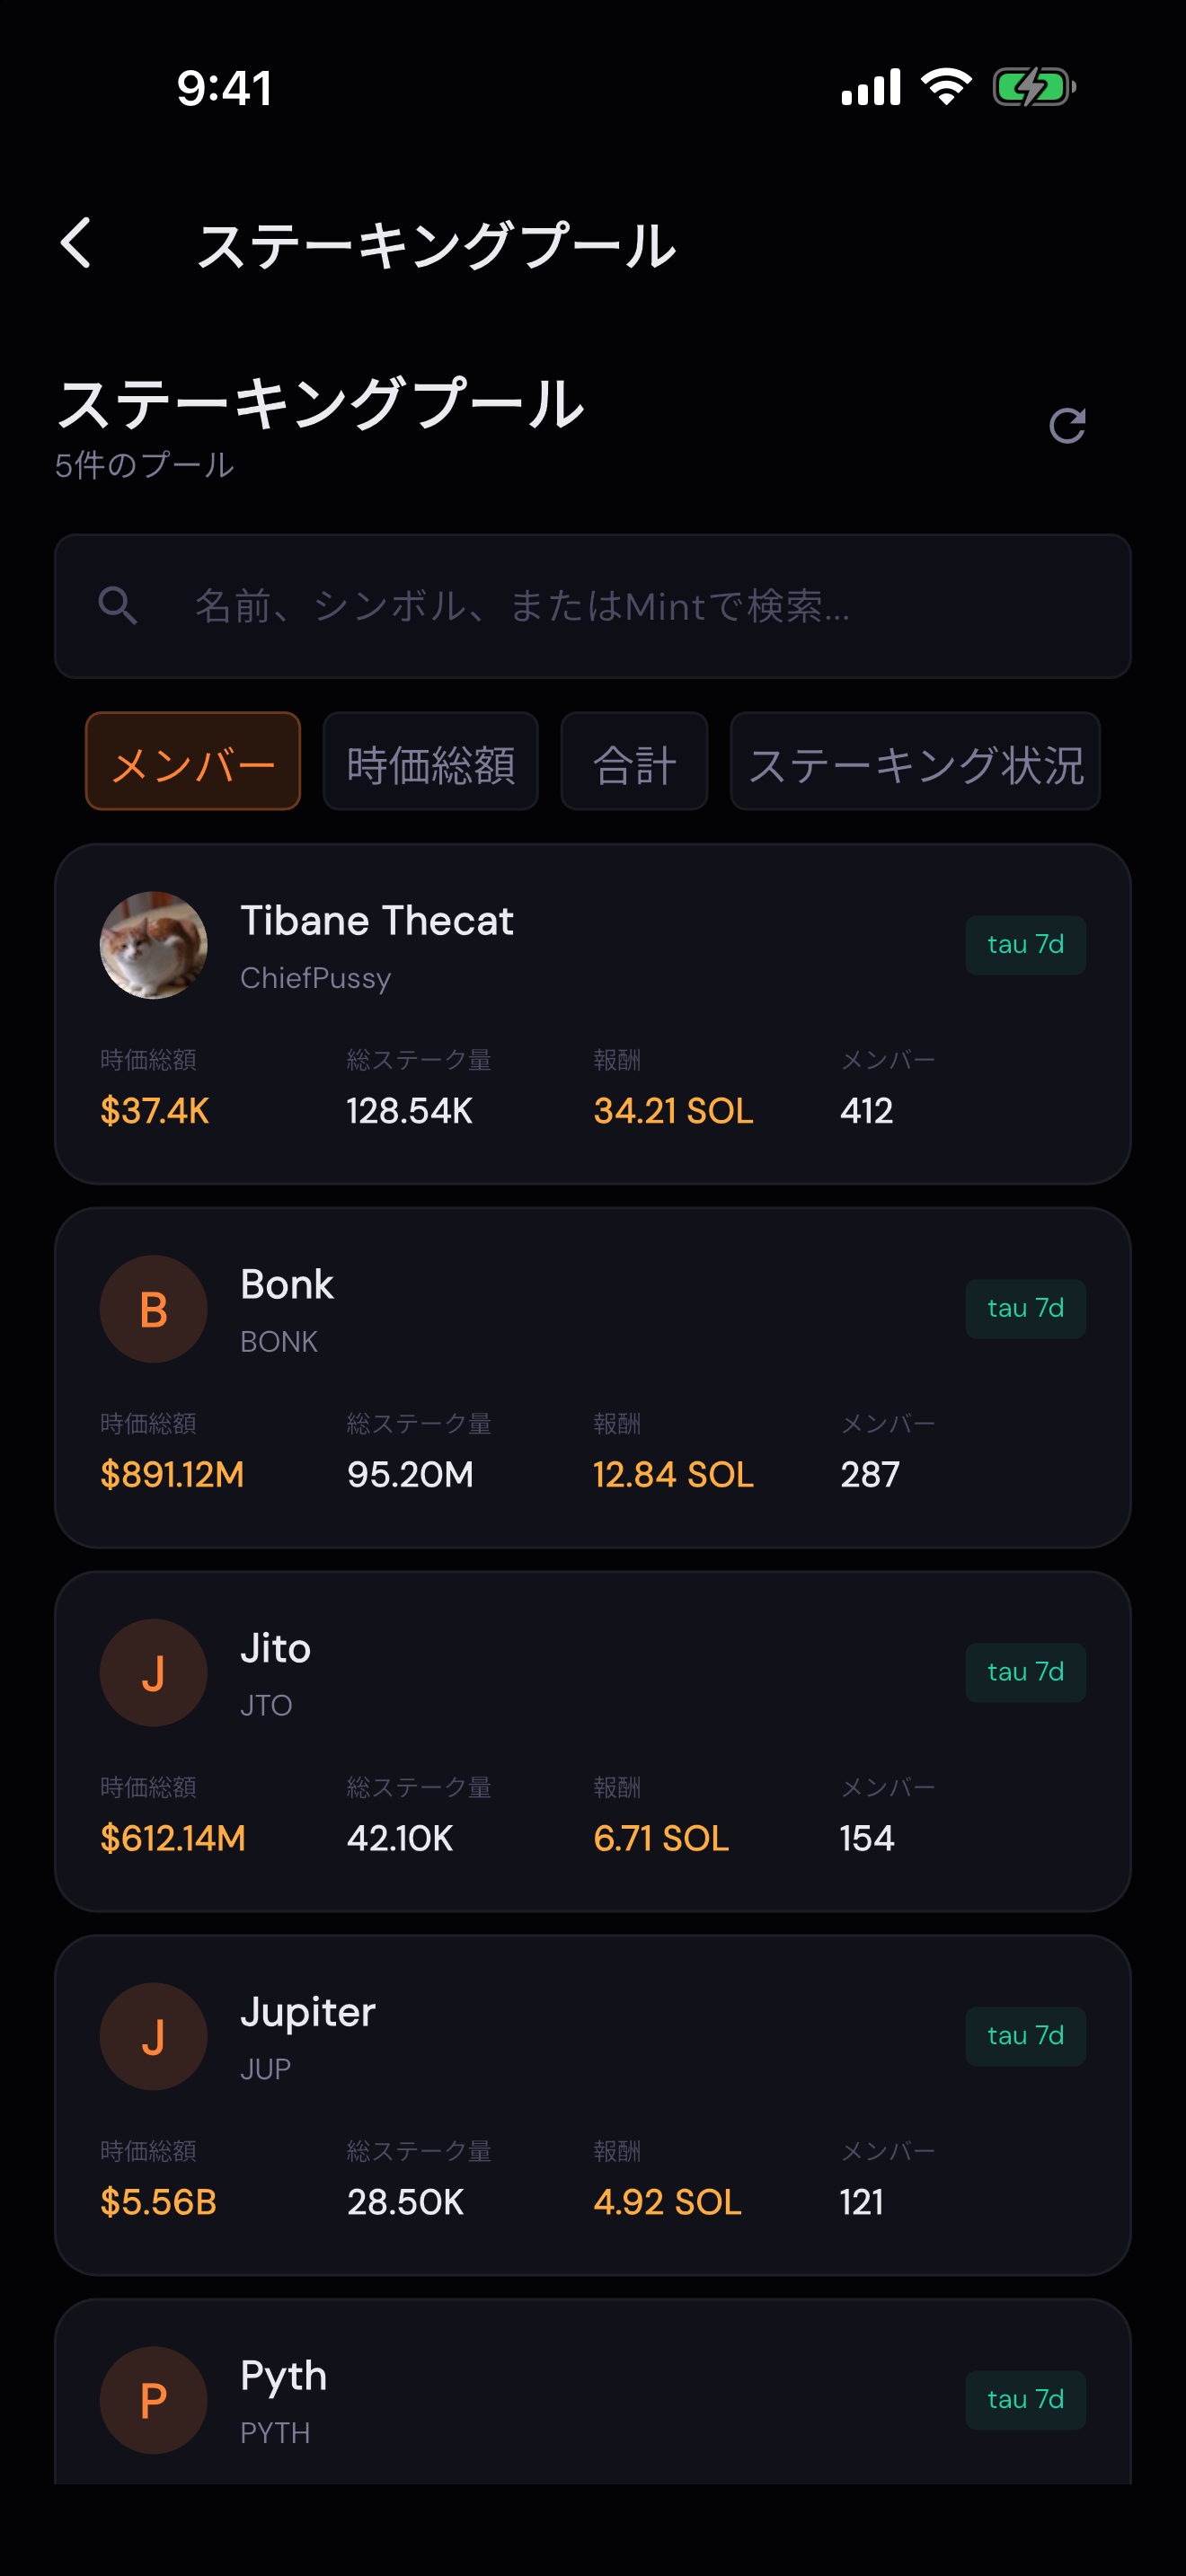 9:41
ステーキングプール
ステーキングプール
5件のプール
名前、シンボル、またはMintで検索...
メンバー 時価総額 合計 ステーキング状況
Tibane Thecat
ChiefPussy
tau 7d
時価総額 総ステーク量 報酬 メンバー
$37.4K 128.54K 34.21 SOL 412
B
Bonk
BONK
tau 7d
時価総額 総ステーク量 報酬 メンバー
$891.12M 95.20M 12.84 SOL 287
J
Jito
JTO
tau 7d
時価総額 総ステーク量 報酬 メンバー
$612.14M 42.10K 6.71 SOL 154
J
Jupiter
JUP
tau 7d
時価総額 総ステーク量 報酬 メンバー
$5.56B 28.50K 4.92 SOL 121
P
Pyth
PYTH
tau 7d